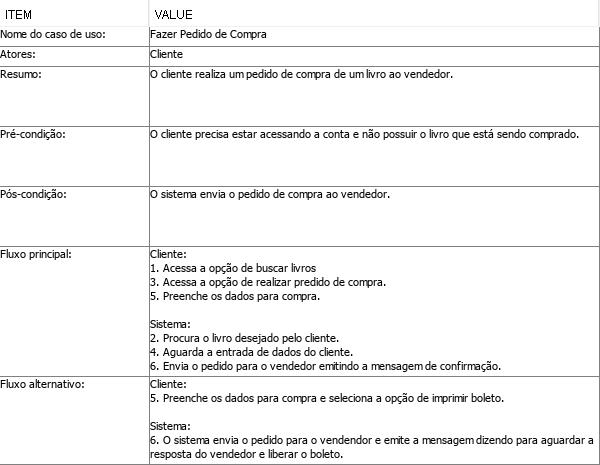 ITEM VALUE
Nome do caso de uso: Fazer Pedido de Compra
Atores: Cliente
Resumo: O cliente realiza um pedido de compra de um livro ao vendedor.
Pré-condição: O cliente precisa estar acessando a conta e não possuir o livro que está sendo comprado.
Pós-condição: O sistema envia o pedido de compra ao vendedor.
Fluxo principal: Cliente:
1. Acessa a opção de buscar livros
3. Acessa a opção de realizar predido de compra.
5. Preenche os dados para compra.
Sistema:
2. Procura o livro desejado pelo cliente.
4. Aguarda a entrada de dados do cliente.
6. Envia o pedido para o vendedor emitindo a mensagem de confirmação.
Fluxo alternativo: Cliente:
5. Preenche os dados para compra e seleciona a opção de imprimir boleto.
Sistema:
6. O sistema envia o pedido para o vendendor e emite a mensagem dizendo para aguardar a
resposta do vendedor e liberar o boleto.